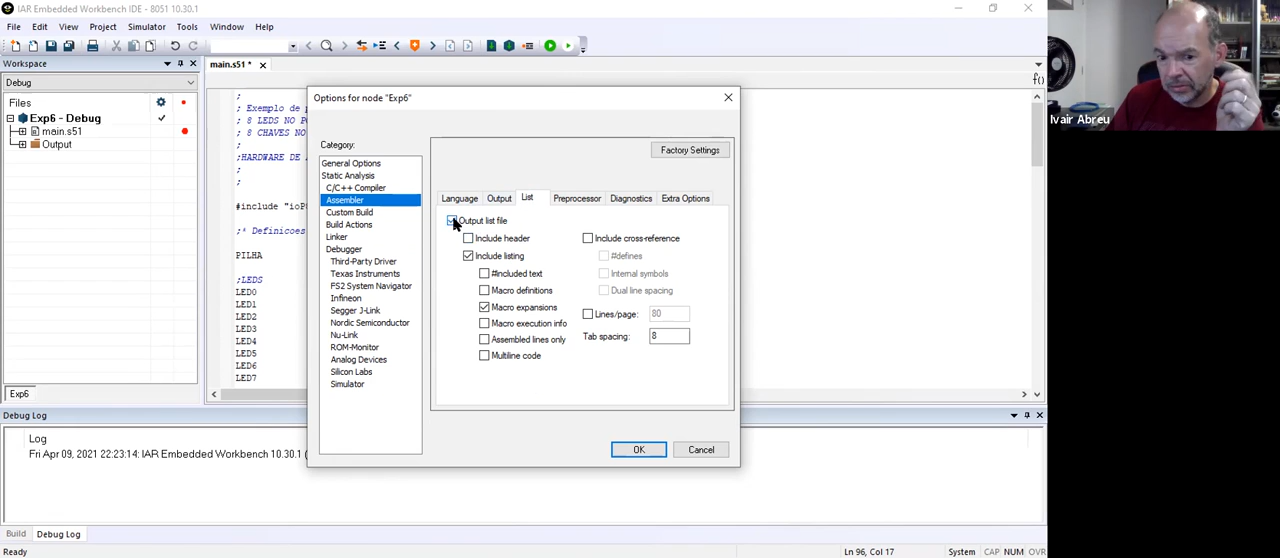 IAR Embedded Workbench IDE - 8051 10.30.1
File Edit View Project Simulator Tools Window Help
Workspace
main.s51 *
f()
Debug
Files
Exp6 - Debug
main.s51
Output
Exp6
;
; Exemplo de
; 8 LEDS NO
; 8 CHAVES NO
;
;HARDWARE DE
;
;
#include
;* Definicoes
PILHA
;LEDS
LED0
LED1
LED2
LED3
LED4
LED5
LED6
LED7
Options for node "Exp6"
Category:
General Options
Static Analysis
C/C++ Compiler
Assembler
Custom Build
Build Actions
Linker
Debugger
Third-Party Driver
Texas Instruments
FS2 System Navigator
Infineon
Segger J-Link
Nordic Semiconductor
Nu-Link
ROM-Monitor
Analog Devices
Silicon Labs
Simulator
Factory Settings
Language Output List Preprocessor Diagnostics Extra Options
Output list file
Include header
Include listing
#included text
Macro definitions
Macro expansions
Macro execution info
Assembled lines only
Multiline code
Include cross-reference
#defines
Internal symbols
Dual line spacing
Lines/page: 80
Tab spacing: 8
OK Cancel
Debug Log
Log
Fri Apr 09, 2021 22:23:14: IAR Embedded Workbench 10.30.1 (
Build Debug Log
Ready Ln 96, Col 17 System CAP NUM OVR
Ivair Abreu